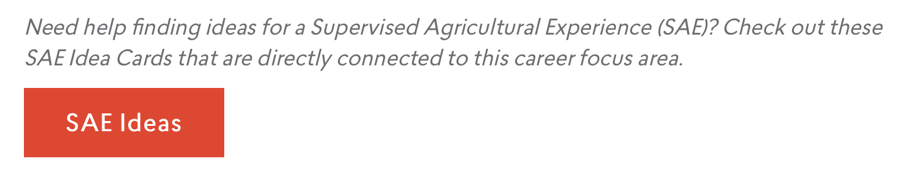 Need help finding ideas for a Supervised Agricultural Experience (SAE)? Check out these
SAE Idea Cards that are directly connected to this career focus area.
SAE Ideas